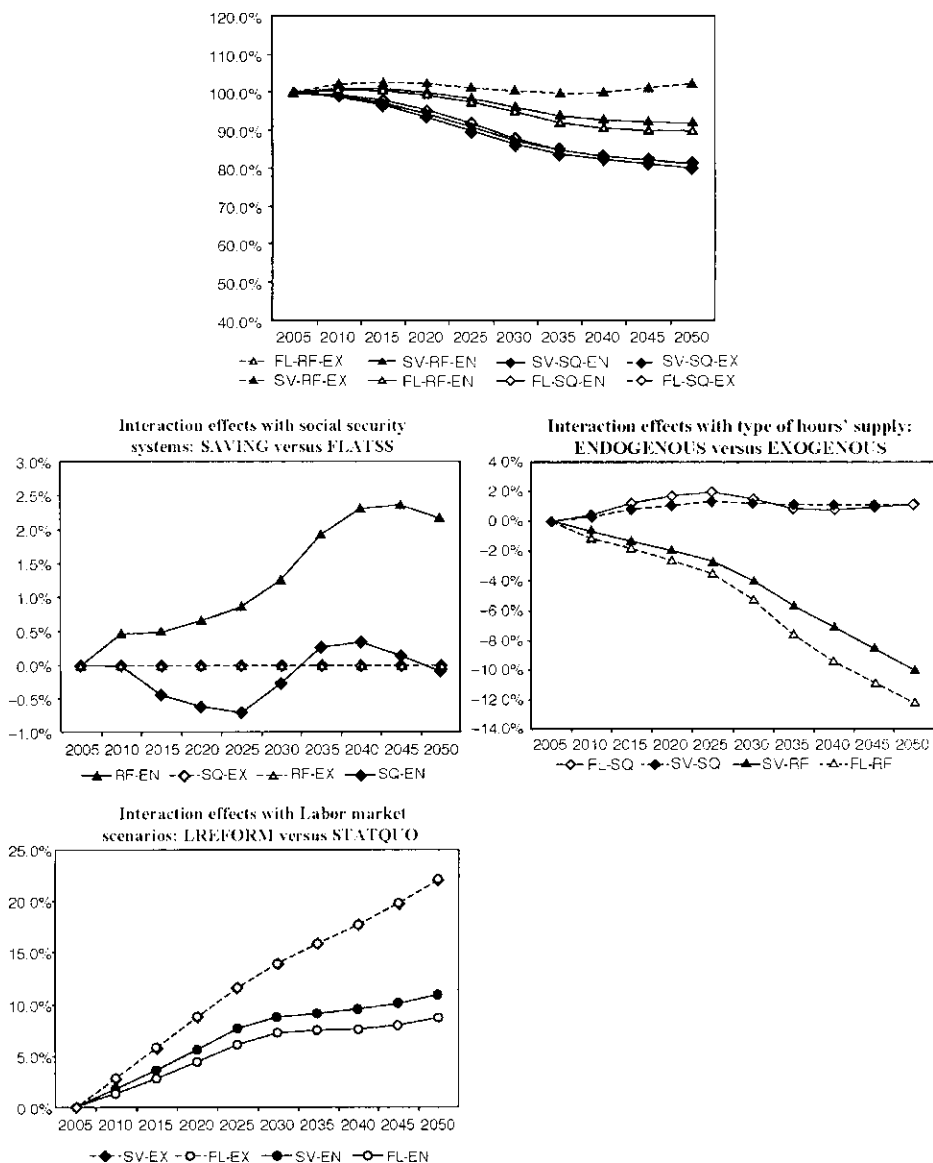 120.0%
110.0%
100.0%
90.0%
80.0%
70.0%
60.0%
50.0%
40.0%
2005 2010 2015 2020 2025 2030 2035 2040 2045 2050
FL-RF-EX SV-RF-EN SV-SQ-EN SV-SQ-EX
SV-RF-EX FL-RF-EN FL-SQ-EN FL-SQ-EX
Interaction effects with social security
systems: SAVING versus FLATSS
3.0%
2.5%
2.0%
1.5%
1.0%
0.5%
0.0%
−0.5%
−1.0%
2005 2010 2015 2020 2025 2030 2035 2040 2045 2050
RF-EN SQ-EX RF-EX SQ-EN
Interaction effects with type of hours' supply:
ENDOGENOUS versus EXOGENOUS
4.0%
2.0%
0.0%
−2.0%
−4.0%
−6.0%
−8.0%
−10.0%
−12.0%
−14.0%
2005 2010 2015 2020 2025 2030 2035 2040 2045 2050
FL-SQ SV-SQ SV-RF FL-RF
Interaction effects with Labor market
scenarios: LREFORM versus STATQUO
25.0%
20.0%
15.0%
10.0%
5.0%
0.0%
2005 2010 2015 2020 2025 2030 2035 2040 2045 2050
SV-EX FL-EX SV-EN FL-EN